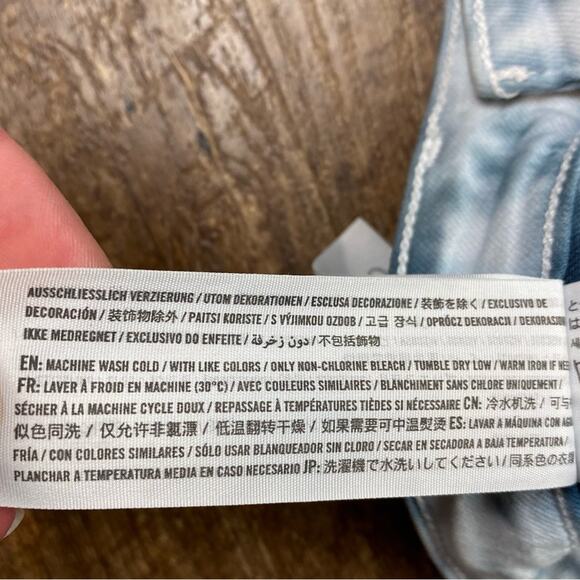 AUSSCHLIESSLICH VERZIERUNG / UTOM DEKORATIONEN / ESCLUSA DECORAZIONE / 装飾を除く / EXCLUSIVO DE
DECORACIÓN / 装饰物除外 / PAITSI KORISTE / S VÝJIMKOU OZDOB / 고급 장식 / OPRÓCZ DEKORACJI / DEKORASJON
IKKE MEDREGNET / EXCLUSIVO DO ENFEITE / دون زخرفة / 不包括飾物
EN: MACHINE WASH COLD / WITH LIKE COLORS / ONLY NON-CHLORINE BLEACH / TUMBLE DRY LOW / WARM IRON IF NEE
FR: LAVER À FROID EN MACHINE (30°C) / AVEC COULEURS SIMILAIRES / BLANCHIMENT SANS CHLORE UNIQUEMENT /
SÉCHER À LA MACHINE CYCLE DOUX / REPASSAGE À TEMPÉRATURES TIÈDES SI NÉCESSAIRE CN: 冷水机洗 / 可与
似色同洗 / 仅允许非氯漂 / 低温翻转干燥 / 如果需要可中温熨烫 ES: LAVAR A MÁQUINA CON AGU
FRÍA / CON COLORES SIMILARES / SÓLO USAR BLANQUEADOR SIN CLORO / SECAR EN SECADORA A BAJA TEMPERATURA /
PLANCHAR A TEMPERATURA MEDIA EN CASO NECESARIO JP: 洗濯機で水洗いしてください / 同系色の衣